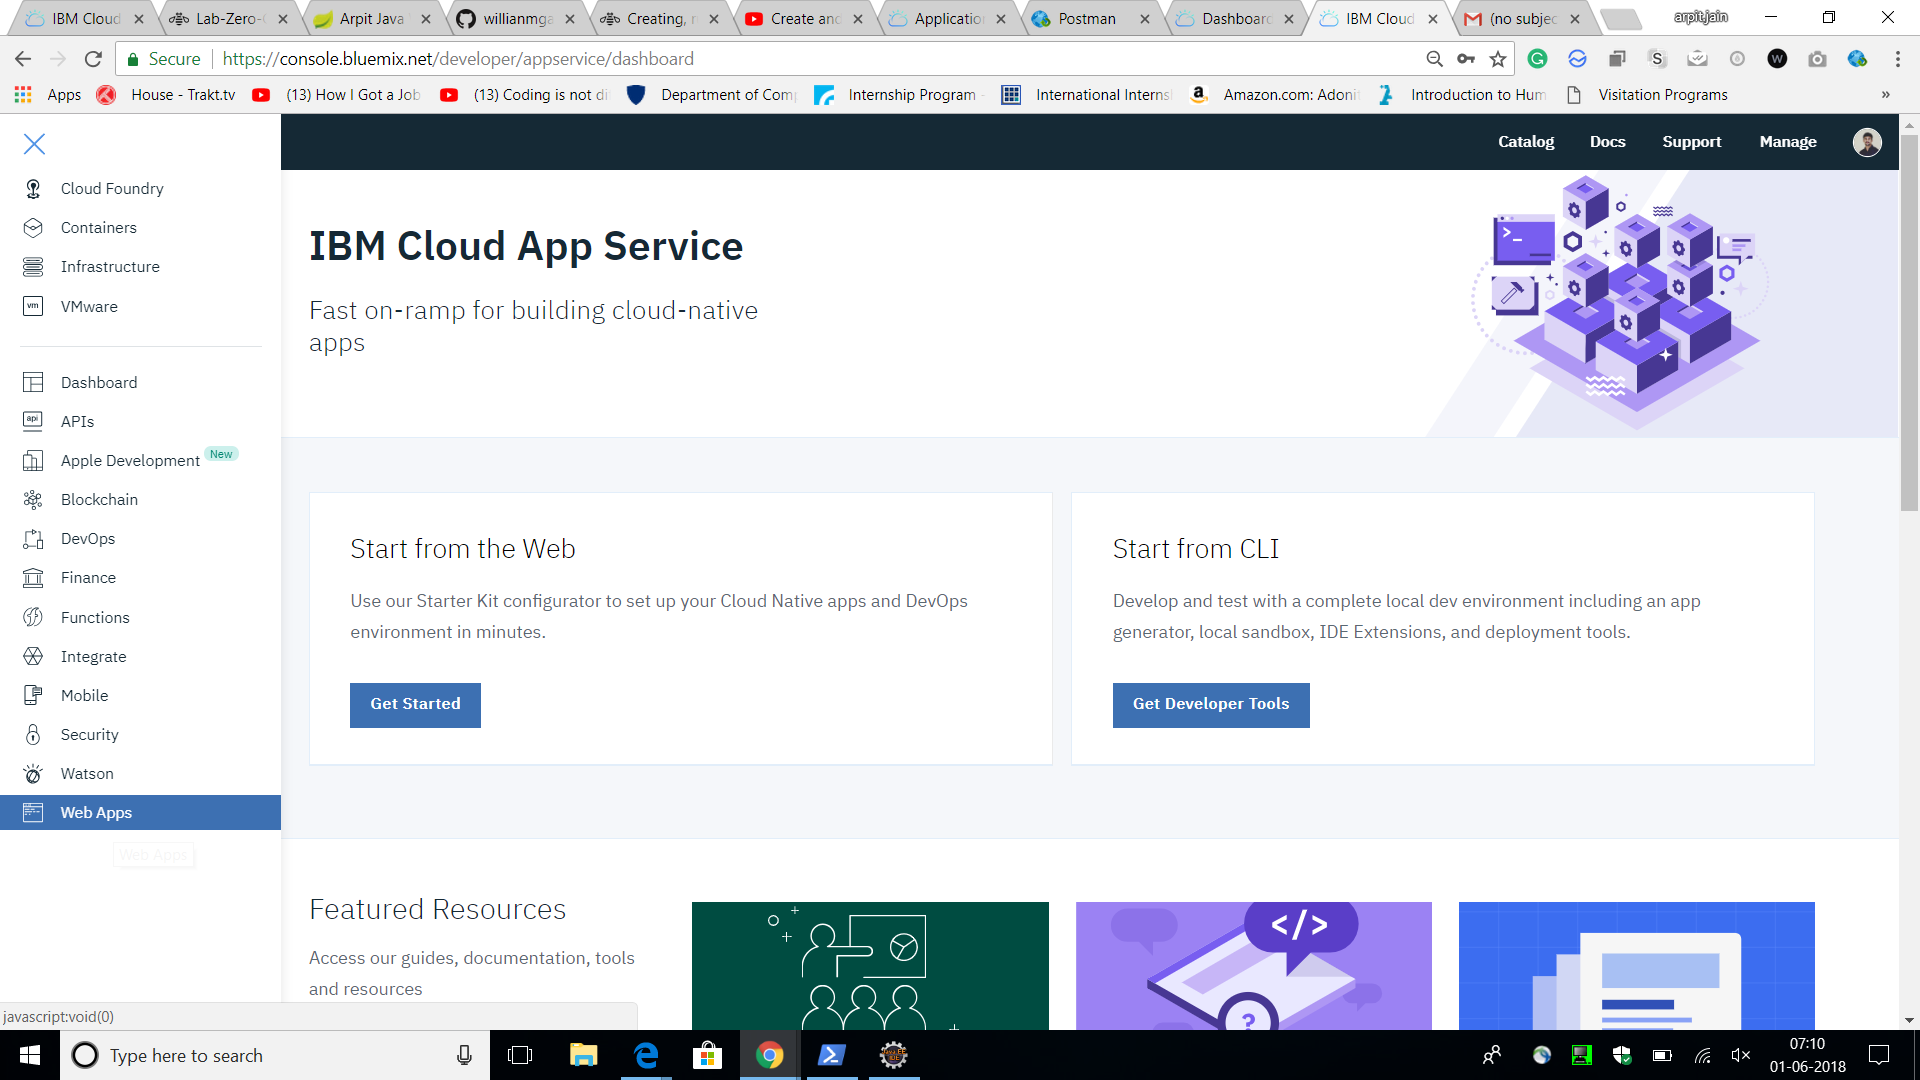 IBM Cloud
Lab-Zero-
Arpit Java
willianmga
Creating, r
Create and
Application
Postman
Dashboard
IBM Cloud
(no subjec
arpitjain
Secure
https://console.bluemix.net/developer/appservice/dashboard
Apps
House - Trakt.tv
(13) How I Got a Job
(13) Coding is not di
Department of Comp
Internship Program -
International Interns
Amazon.com: Adonit
Introduction to Hum
Visitation Programs
»
Catalog
Docs
Support
Manage
Cloud Foundry
Containers
Infrastructure
vm
VMware
Dashboard
api
APIs
Apple Development
New
Blockchain
DevOps
Finance
Functions
Integrate
Mobile
Security
Watson
Web Apps
Web Apps
IBM Cloud App Service
Fast on-ramp for building cloud-native
apps
>_
Start from the Web
Use our Starter Kit configurator to set up your Cloud Native apps and DevOps
environment in minutes.
Get Started
Start from CLI
Develop and test with a complete local dev environment including an app
generator, local sandbox, IDE Extensions, and deployment tools.
Get Developer Tools
Featured Resources
Access our guides, documentation, tools
and resources
</>
?
javascript:void(0)
Type here to search
07:10
01-06-2018